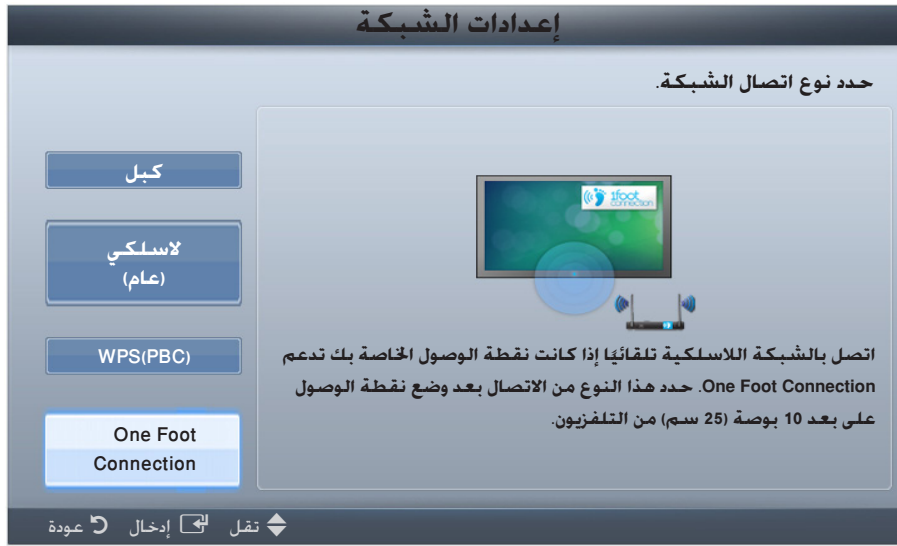 إعدادات الشبكة
حدد نوع اتصال الشبكة.
كبل
لاسلكي
(عام)
WPS(PBC)
One Foot
Connection
1foot
connection
اتصل بالشبكة اللاسلكية تلقائيًا إذا كانت نقطة الوصول الخاصة بك تدعم
One Foot Connection. حدد هذا النوع من الاتصال بعد وضع نقطة الوصول
على بعد 10 بوصة (25 سم) من التلفزيون.
تقل إدخال عودة